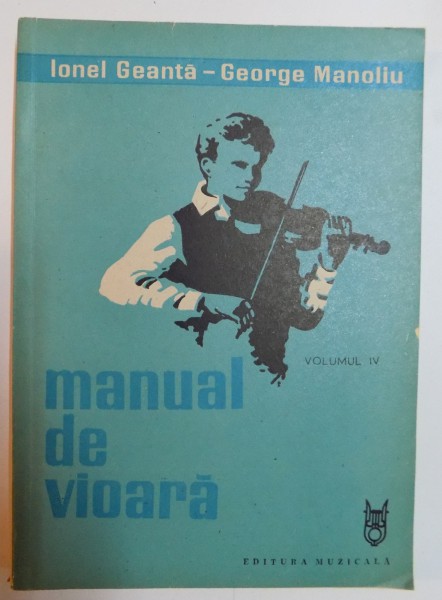 Ionel Geantă – George Manoliu
VOLUMUL IV
manual
de
vioară
EDITURA MUZICALĂ